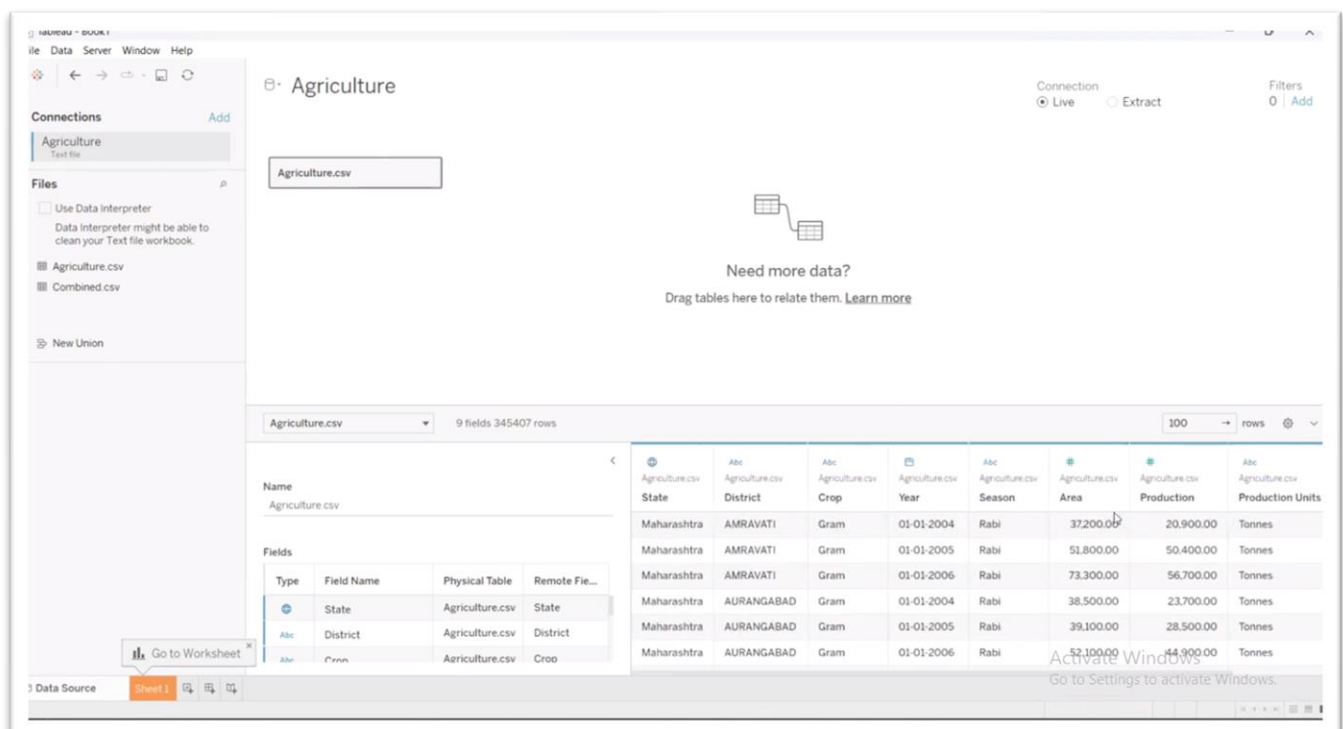 Tableau - Book1
ile Data Server Window Help
Agriculture
Connection
Live Extract
Filters
0 Add
Connections Add
Agriculture
Text file
Files
Use Data Interpreter
Data Interpreter might be able to
clean your Text file workbook.
Agriculture.csv
Combined.csv
New Union
Agriculture.csv
Need more data?
Drag tables here to relate them. Learn more
Agriculture.csv 9 fields 345407 rows 100 → rows
Name
Agriculture.csv
Fields
Type Field Name Physical Table Remote Fie...
State Agriculture.csv State
Abc District Agriculture.csv District
Abc Crop Agriculture.csv Crop
Abc Abc Abc Abc
Agriculture.csv Agriculture.csv Agriculture.csv Agriculture.csv Agriculture.csv Agriculture.csv Agriculture.csv Agriculture.csv
State District Crop Year Season Area Production Production Units
Maharashtra AMRAVATI Gram 01-01-2004 Rabi 37,200.00 20,900.00 Tonnes
Maharashtra AMRAVATI Gram 01-01-2005 Rabi 51,800.00 50,400.00 Tonnes
Maharashtra AMRAVATI Gram 01-01-2006 Rabi 73,300.00 56,700.00 Tonnes
Maharashtra AURANGABAD Gram 01-01-2004 Rabi 38,500.00 23,700.00 Tonnes
Maharashtra AURANGABAD Gram 01-01-2005 Rabi 39,100.00 28,500.00 Tonnes
Maharashtra AURANGABAD Gram 01-01-2006 Rabi 52,100.00 44,900.00 Tonnes
Activate Windows
Go to Settings to activate Windows.
Go to Worksheet
Data Source Sheet 1